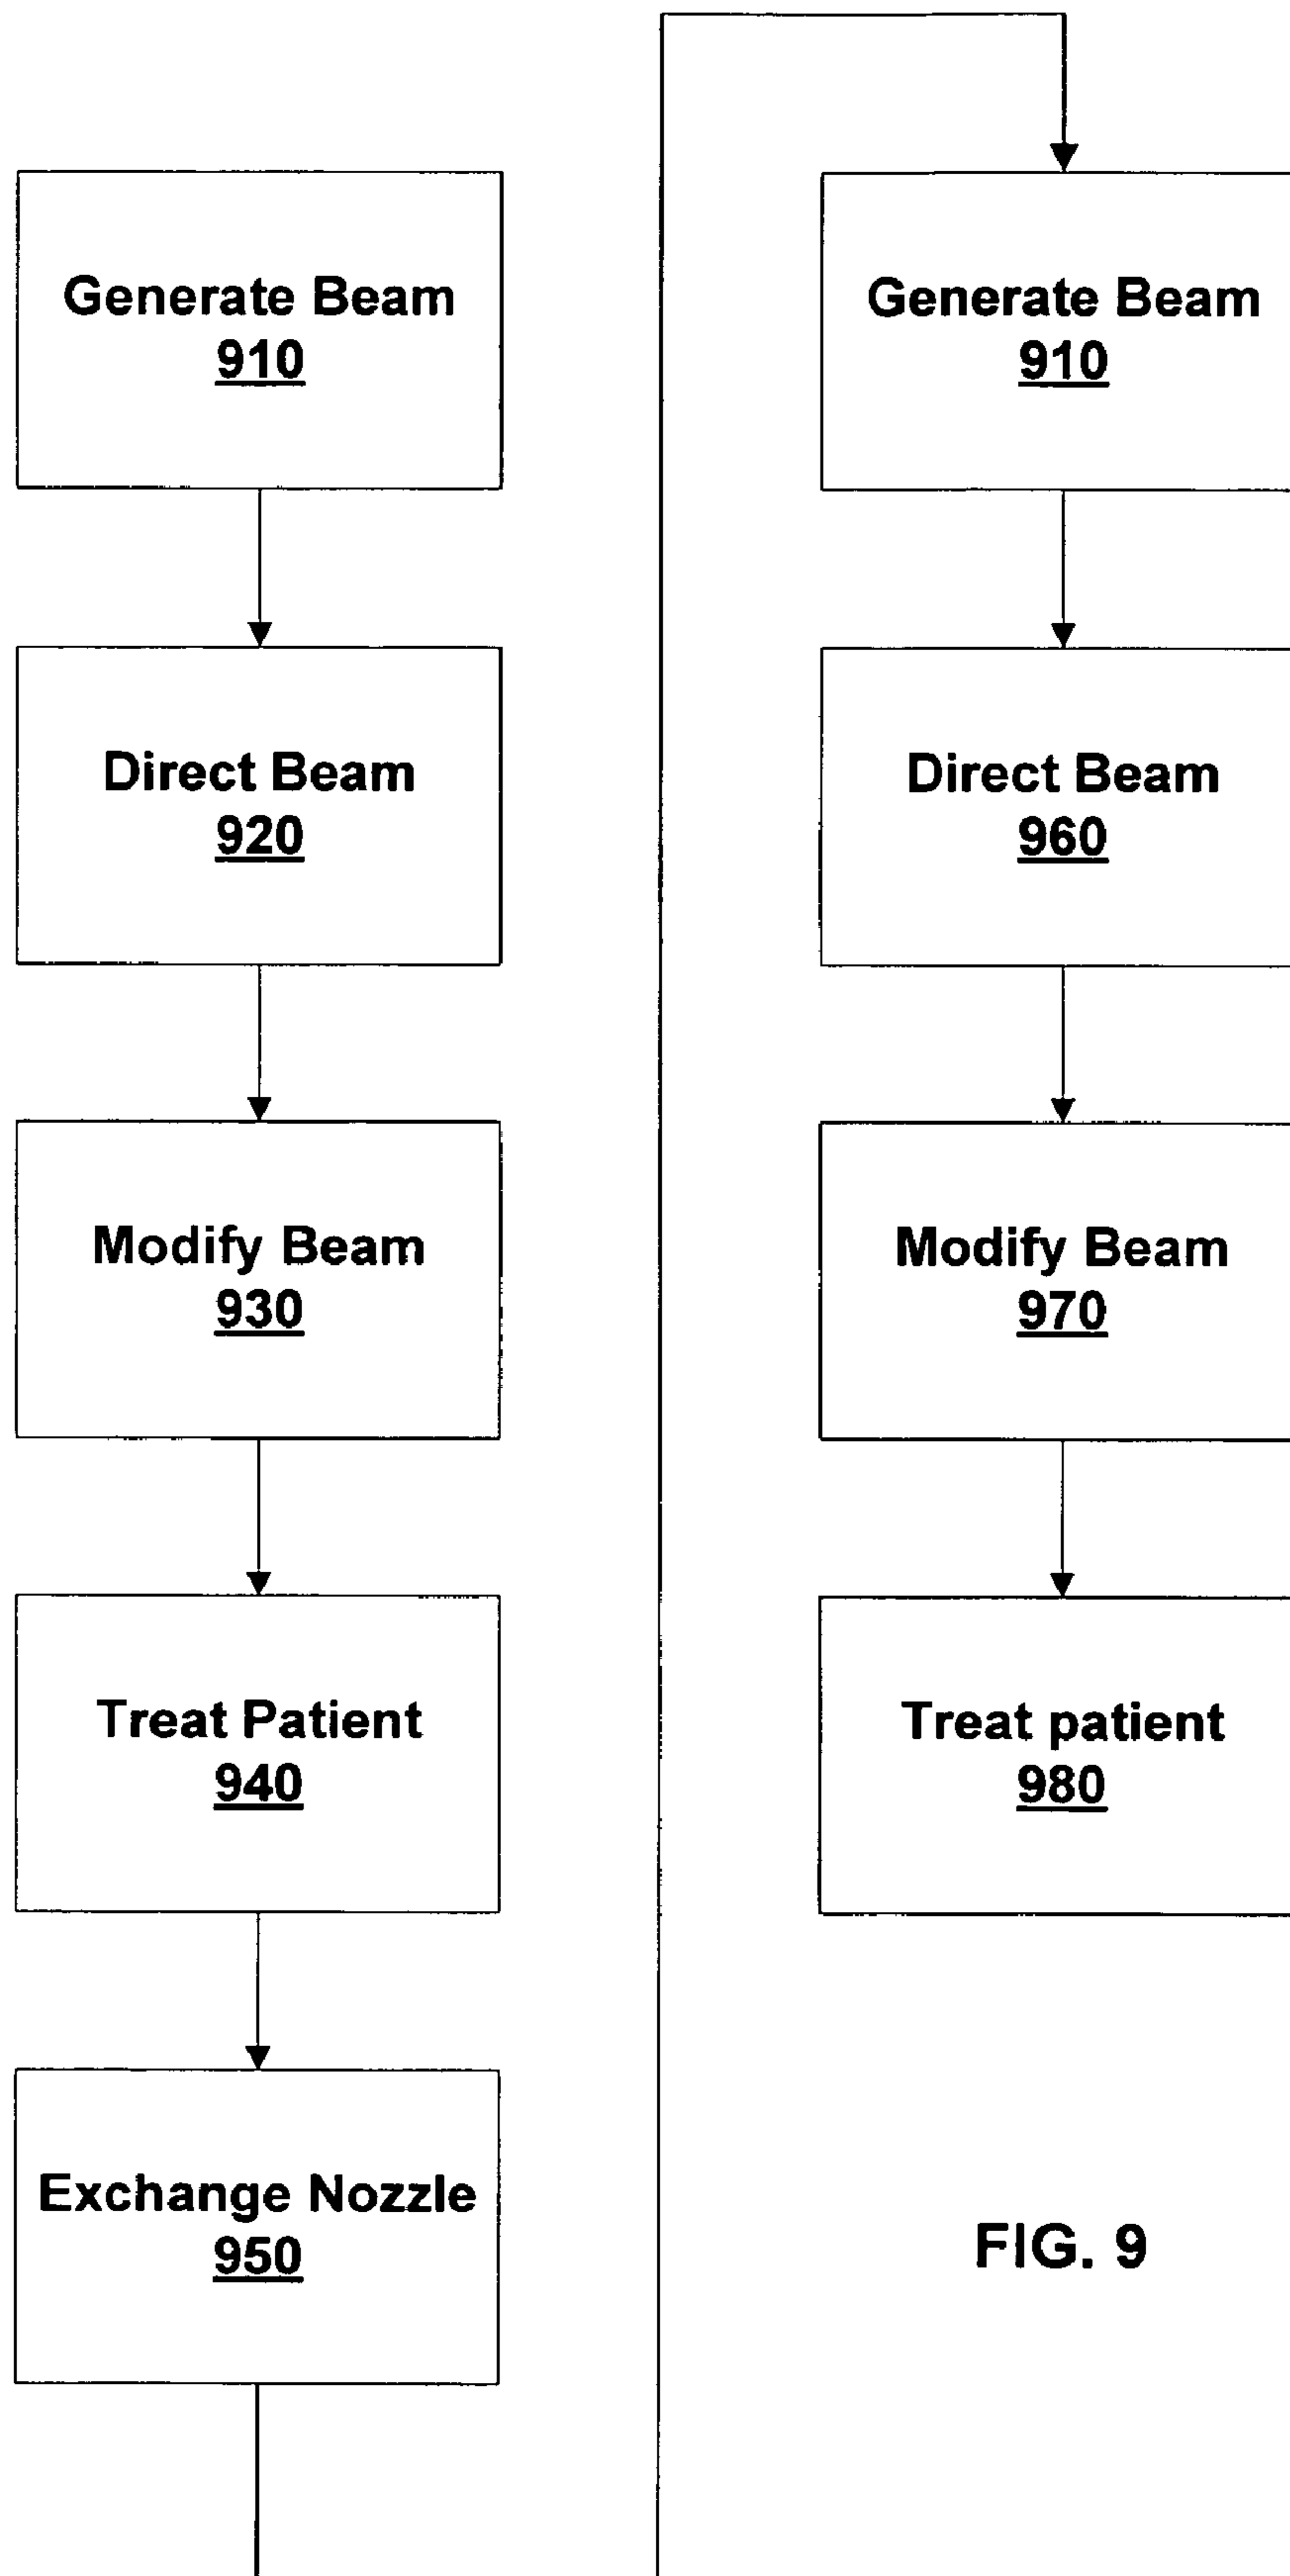 Generate Beam
910
Direct Beam
920
Modify Beam
930
Treat Patient
940
Exchange Nozzle
950
Generate Beam
910
Direct Beam
960
Modify Beam
970
Treat patient
980
FIG. 9